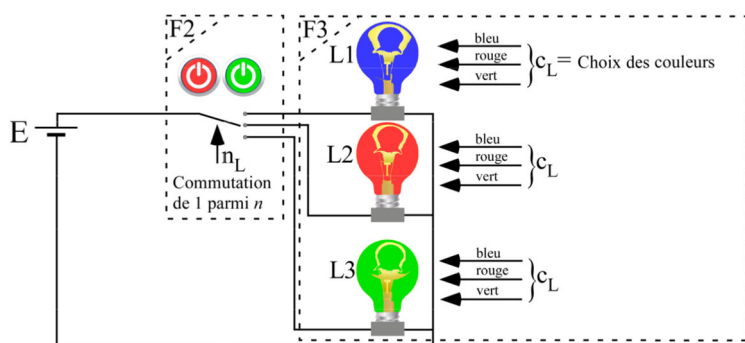 F2
F3
L1
bleu
rouge
vert
c_L= Choix des couleurs
E
n_L
Commutation
de 1 parmi n
L2
bleu
rouge
vert
c_L
L3
bleu
rouge
vert
c_L